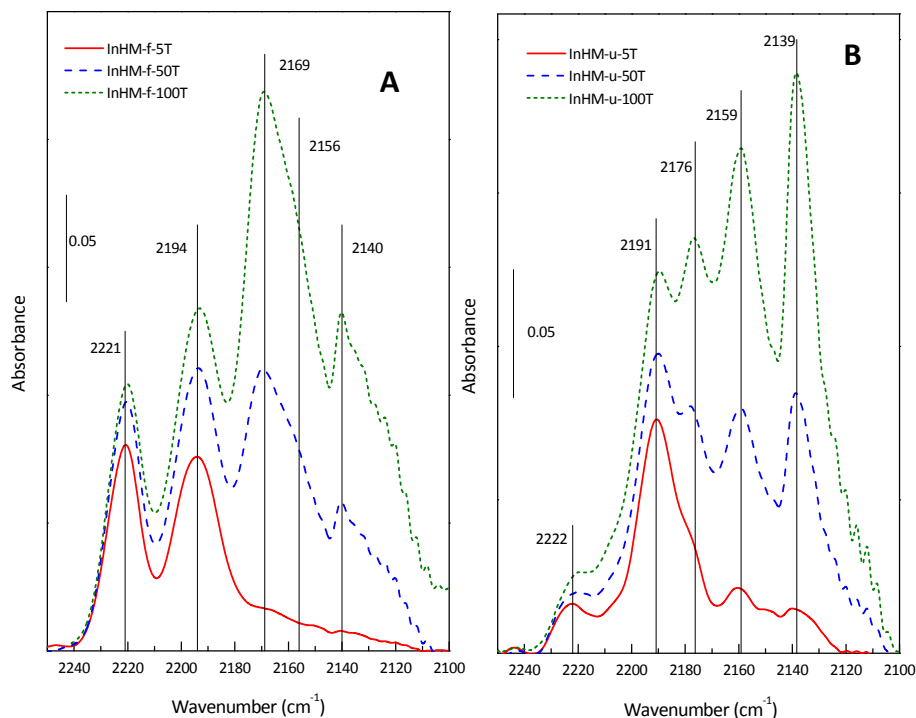 InHM-f-5T
InHM-f-50T
InHM-f-100T
A
2169
2156
2194
2140
2221
0.05
Absorbance
2240 2220 2200 2180 2160 2140 2120 2100
Wavenumber (cm-1)
InHM-u-5T
InHM-u-50T
InHM-u-100T
B
2139
2159
2176
2191
2222
0.05
Absorbance
2240 2220 2200 2180 2160 2140 2120 2100
Wavenumber (cm-1)